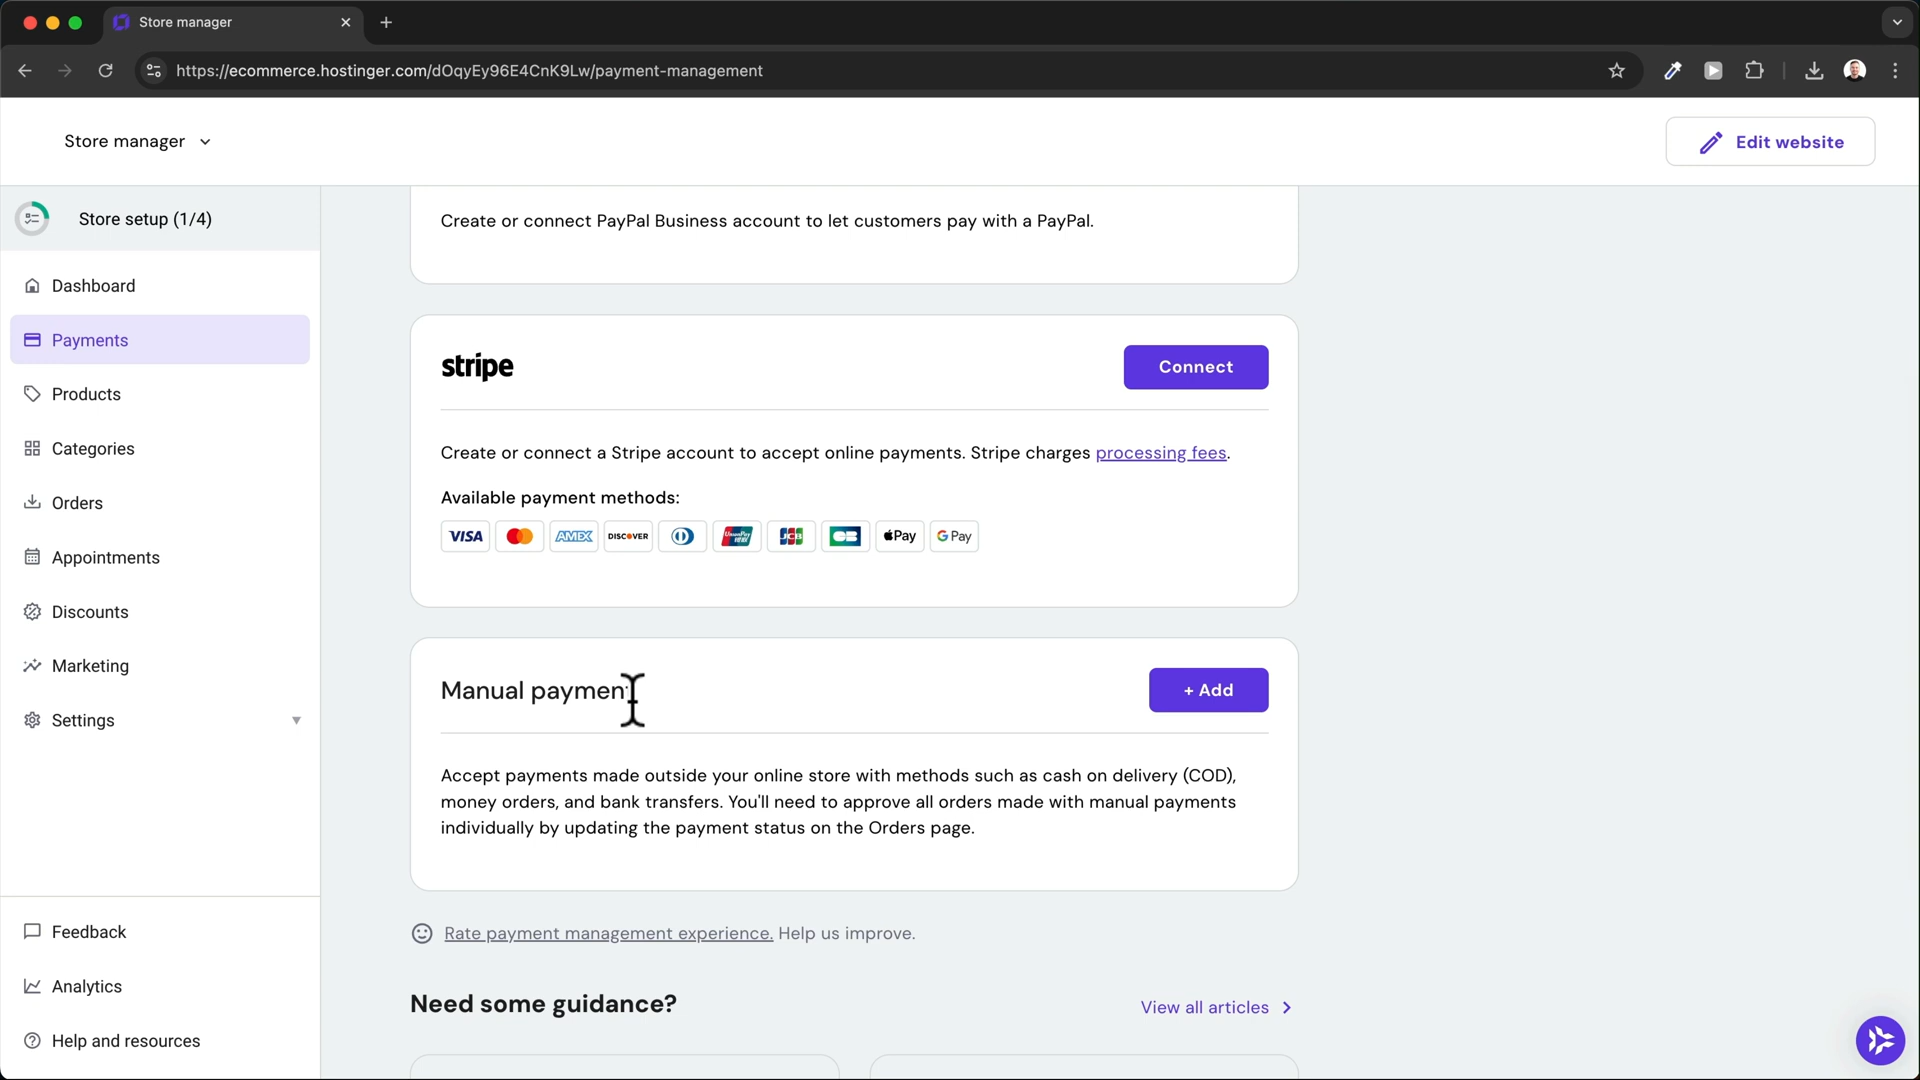 Store manager
https://ecommerce.hostinger.com/dOqyEy96E4CnK9Lw/payment-management
Store manager
Edit website
Store setup (1/4)
Dashboard
Payments
Products
Categories
Orders
Appointments
Discounts
Marketing
Settings
Feedback
Analytics
Help and resources
Create or connect PayPal Business account to let customers pay with a PayPal.
stripe
Connect
Create or connect a Stripe account to accept online payments. Stripe charges processing fees.
Available payment methods:
VISA AMEX DISCOVER UnionPay JCB CB Pay G Pay
Manual payment
+ Add
Accept payments made outside your online store with methods such as cash on delivery (COD),
money orders, and bank transfers. You'll need to approve all orders made with manual payments
individually by updating the payment status on the Orders page.
Rate payment management experience. Help us improve.
Need some guidance?
View all articles